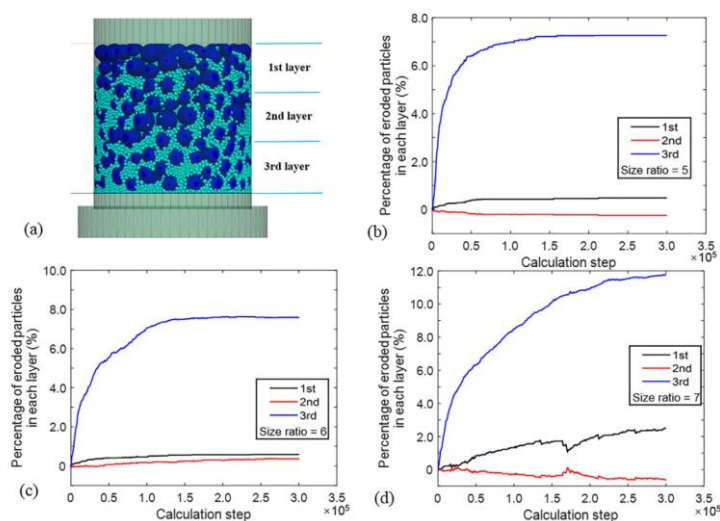 1st layer
2nd layer
3rd layer
(a)
Percentage of eroded particles
in each layer (%)
8.0
6.0
4.0
2.0
0
1st
2nd
3rd
Size ratio = 5
0 0.5 1.0 1.5 2.0 2.5 3.0 3.5
×10⁵
Calculation step
(b)
Percentage of eroded particles
in each layer (%)
10.0
8.0
6.0
4.0
2.0
0
1st
2nd
3rd
Size ratio = 6
0 0.5 1.0 1.5 2.0 2.5 3.0 3.5
×10⁵
Calculation step
(c)
Percentage of eroded particles
in each layer (%)
12.0
10.0
8.0
6.0
4.0
2.0
0
1st
2nd
3rd
Size ratio = 7
0 0.5 1.0 1.5 2.0 2.5 3.0 3.5
×10⁵
Calculation step
(d)